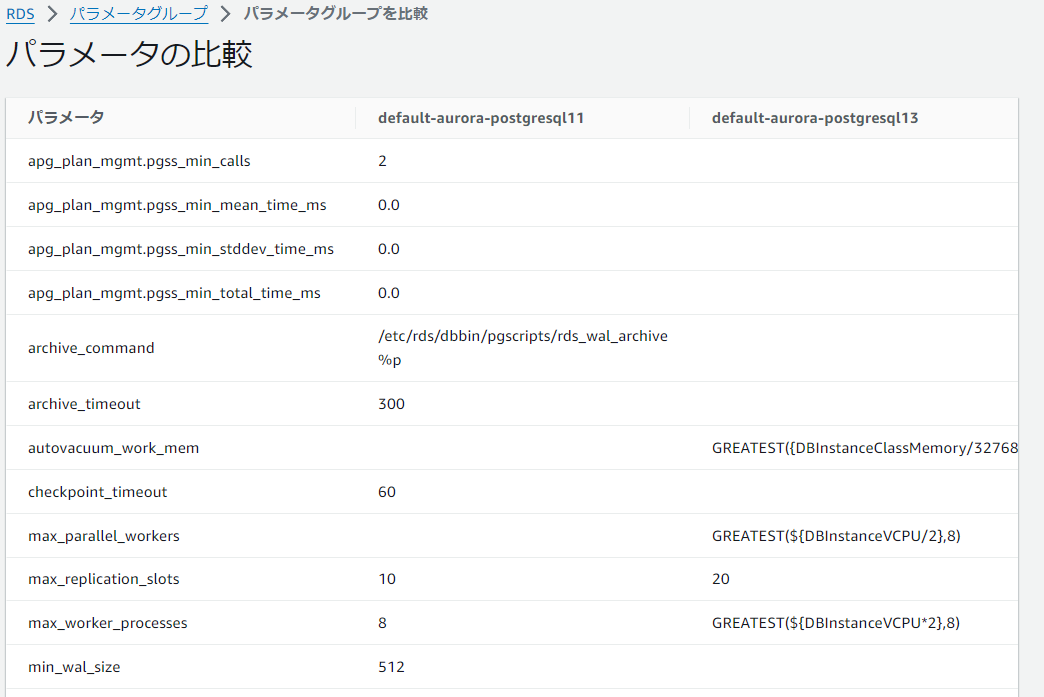 RDS > パラメータグループ > パラメータグループを比較
パラメータの比較
パラメータ default-aurora-postgresql11 default-aurora-postgresql13
apg_plan_mgmt.pgss_min_calls 2
apg_plan_mgmt.pgss_min_mean_time_ms 0.0
apg_plan_mgmt.pgss_min_stddev_time_ms 0.0
apg_plan_mgmt.pgss_min_total_time_ms 0.0
archive_command /etc/rds/dbbin/pgscripts/rds_wal_archive
%p
archive_timeout 300
autovacuum_work_mem GREATEST({DBInstanceClassMemory/32768
checkpoint_timeout 60
max_parallel_workers GREATEST(${DBInstanceVCPU/2},8)
max_replication_slots 10 20
max_worker_processes 8 GREATEST(${DBInstanceVCPU*2},8)
min_wal_size 512